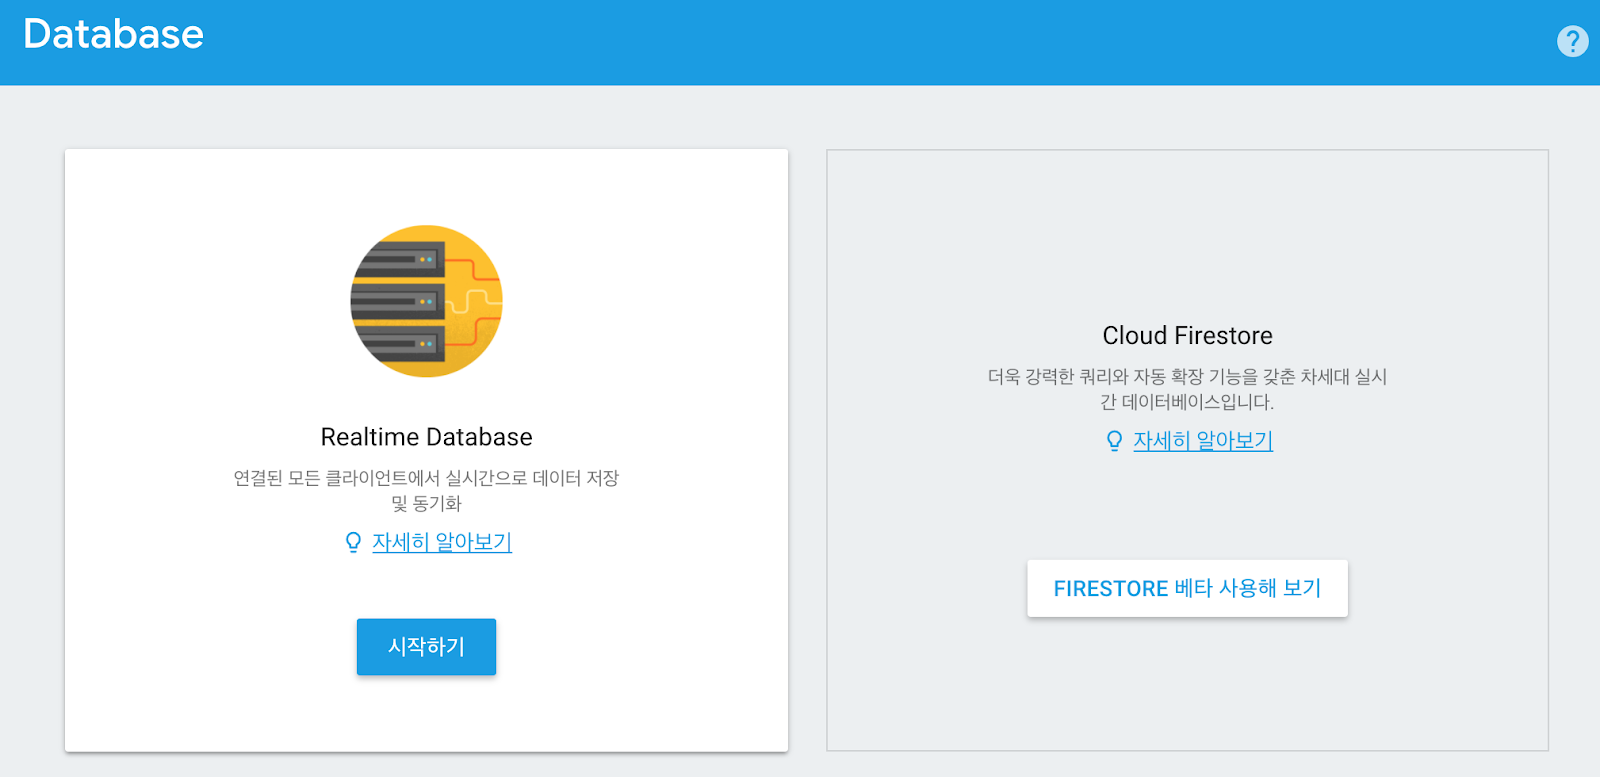 Database
?
Realtime Database
연결된 모든 클라이언트에서 실시간으로 데이터 저장
및 동기화
자세히 알아보기
시작하기
Cloud Firestore
더욱 강력한 쿼리와 자동 확장 기능을 갖춘 차세대 실시
간 데이터베이스입니다.
자세히 알아보기
FIRESTORE 베타 사용해 보기